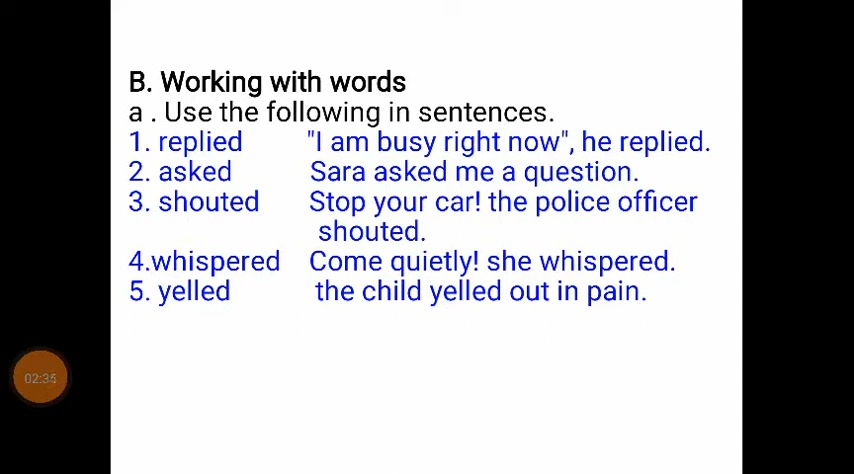 B. Working with words
a . Use the following in sentences.
1. replied "I am busy right now", he replied.
2. asked Sara asked me a question.
3. shouted Stop your car! the police officer
shouted.
4.whispered Come quietly! she whispered.
5. yelled the child yelled out in pain.
02:34